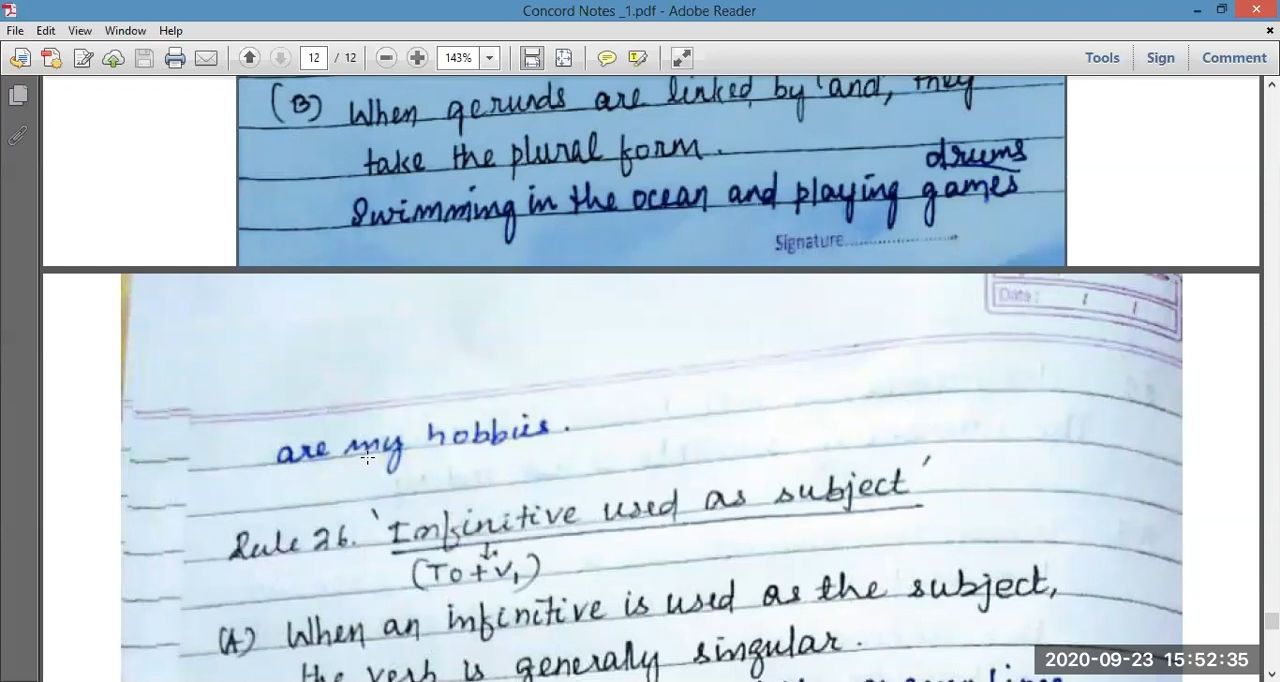 Concord Notes _1.pdf - Adobe Reader
File Edit View Window Help
12 / 12 143% Tools Sign Comment
(B) When gerunds are linked by 'and', they
take the plural form.
drums
Swimming in the ocean and playing games
Signature
Date: / /
are my hobbies.
Rule 26. 'Infinitive used as subject'
(To + V1)
(A) When an infinitive is used as the subject,
the verb is generally singular.
2020-09-23 15:52:35